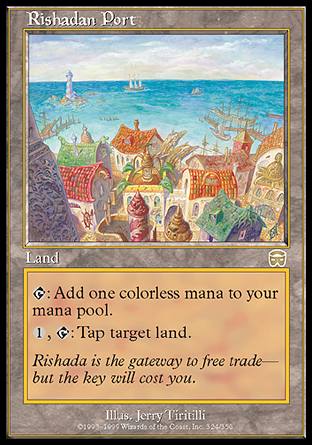 Rishadan Port
Land
: Add one colorless mana to your
mana pool.
1, : Tap target land.
Rishada is the gateway to free trade—
but the key will cost you.
Illus. Jerry Tiritilli
©1993-1999 Wizards of the Coast, Inc. 324/350